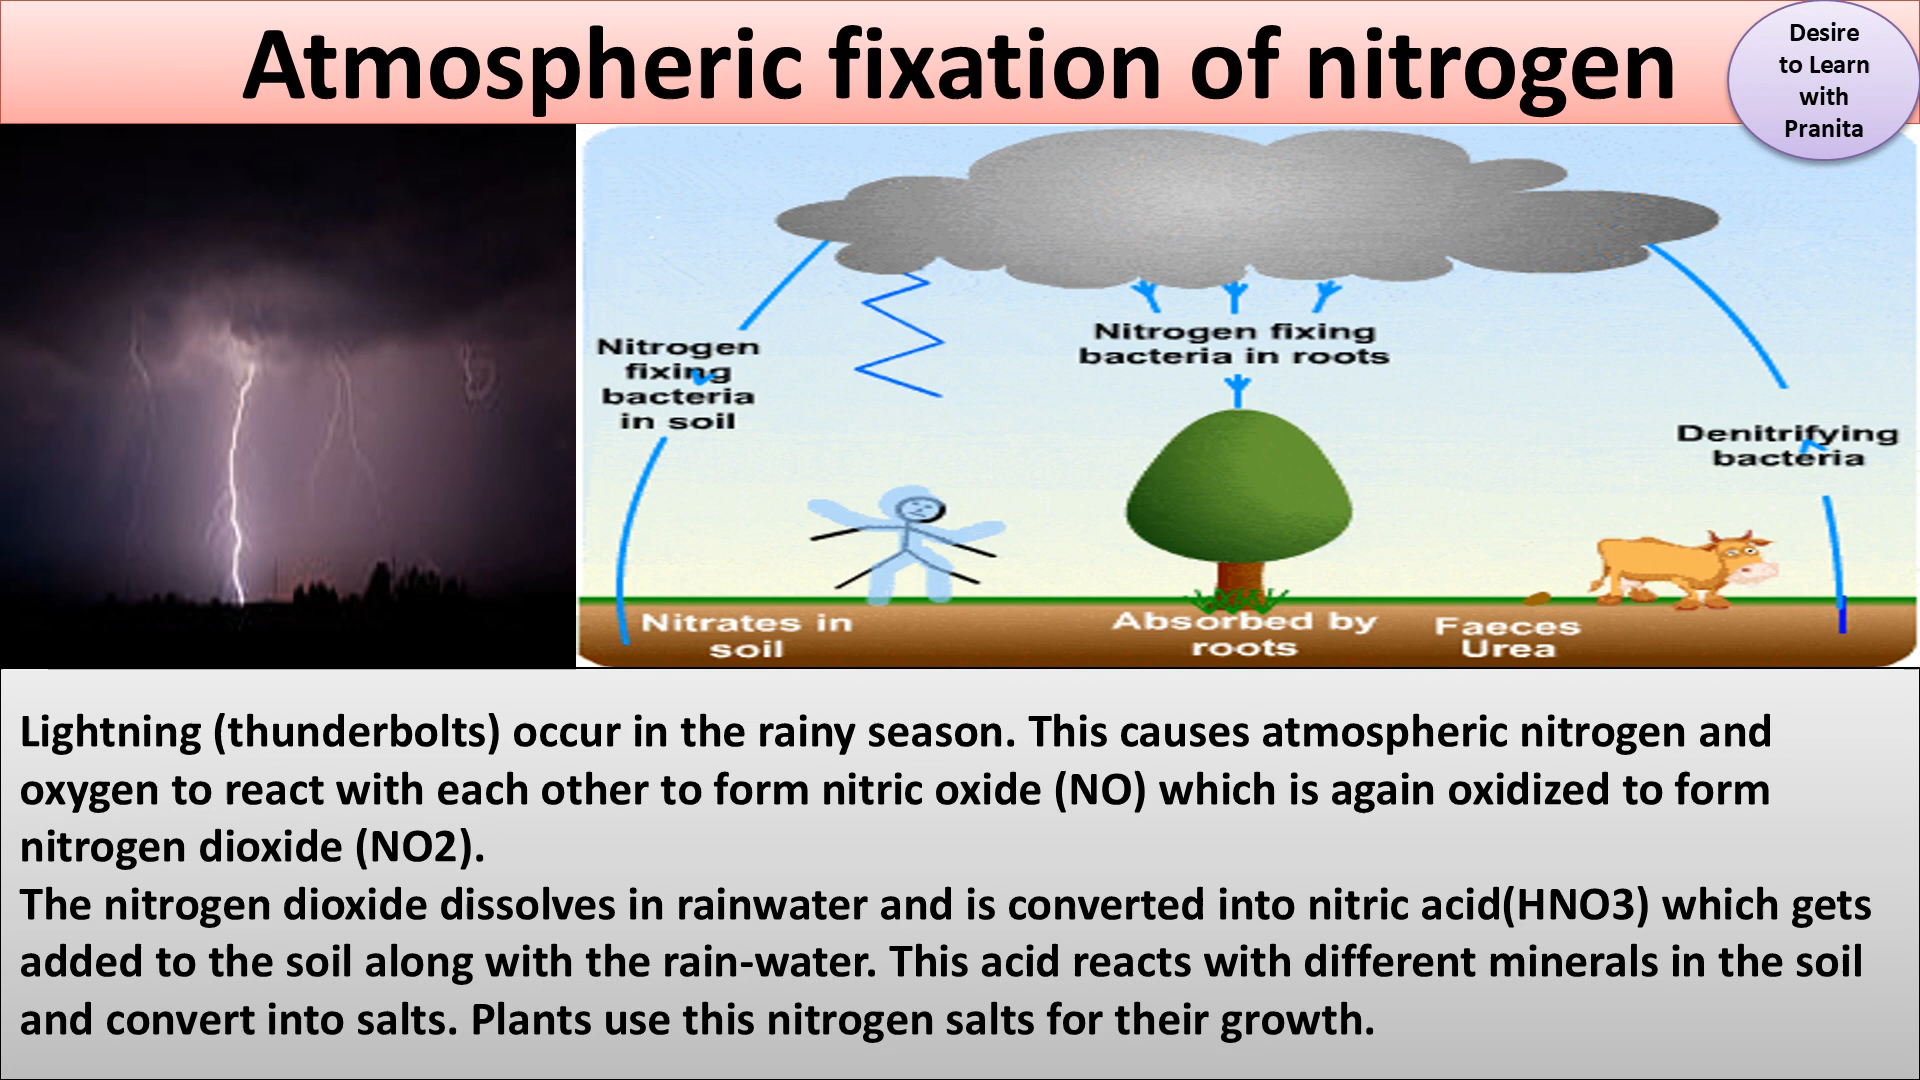 Atmospheric fixation of nitrogen
Desire
to Learn
with
Pranita
Nitrogen
fixing
bacteria
in soil
Nitrogen fixing
bacteria in roots
Denitrifying
bacteria
Nitrates in
soil
Absorbed by
roots
Faeces
Urea
Lightning (thunderbolts) occur in the rainy season. This causes atmospheric nitrogen and
oxygen to react with each other to form nitric oxide (NO) which is again oxidized to form
nitrogen dioxide (NO2).
The nitrogen dioxide dissolves in rainwater and is converted into nitric acid(HNO3) which gets
added to the soil along with the rain-water. This acid reacts with different minerals in the soil
and convert into salts. Plants use this nitrogen salts for their growth.